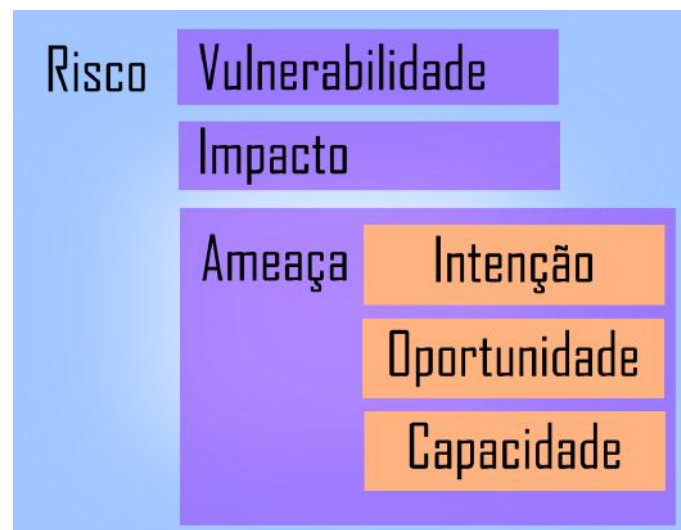 Risco Vulnerabilidade
Impacto
Ameaça Intenção
Oportunidade
Capacidade